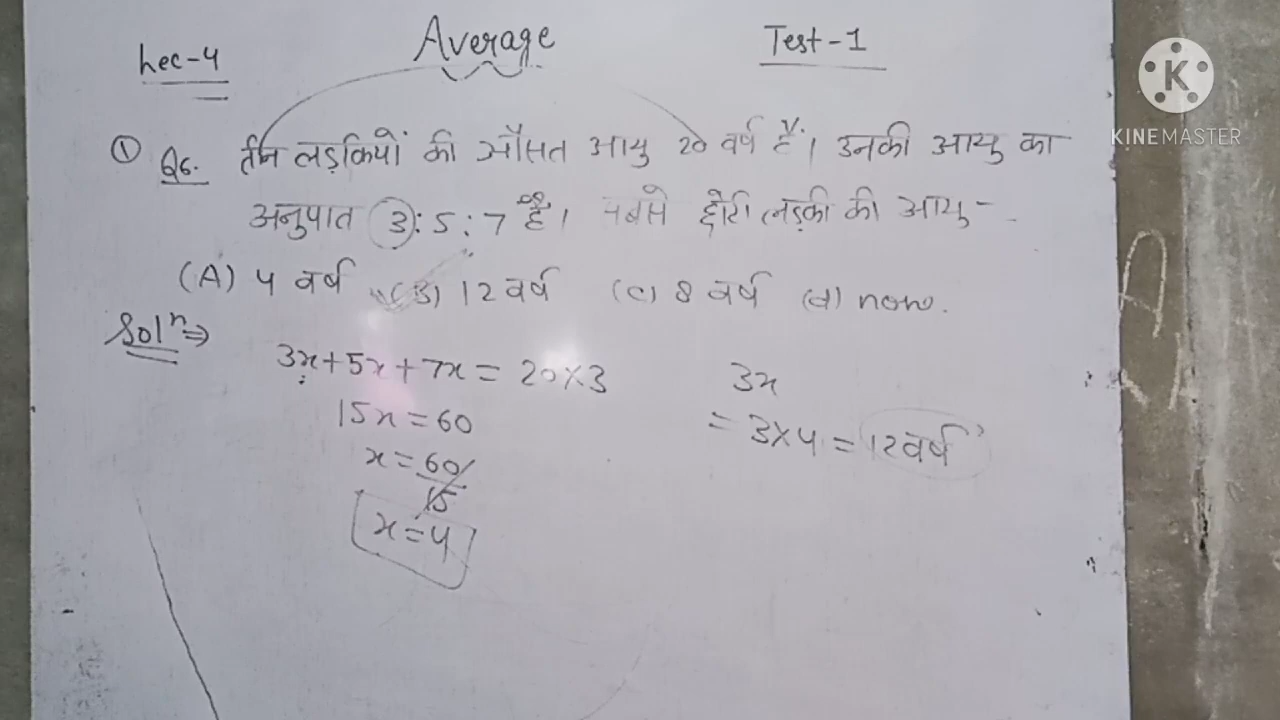 Lec-4 Average Test-1
① Q6. तीन लड़कियों की औसत आयु 20 वर्ष है। उनकी आयु का
अनुपात 3:5:7 है। सबसे छोटी लड़की की आयु -
(A) 4 वर्ष (B) 12 वर्ष (C) 8 वर्ष (d) none.
Solⁿ⇒
3x+5x+7x = 20×3
15x = 60
x = 60/15
x = 4
3x
= 3×4 = 12 वर्ष
KINEMASTER